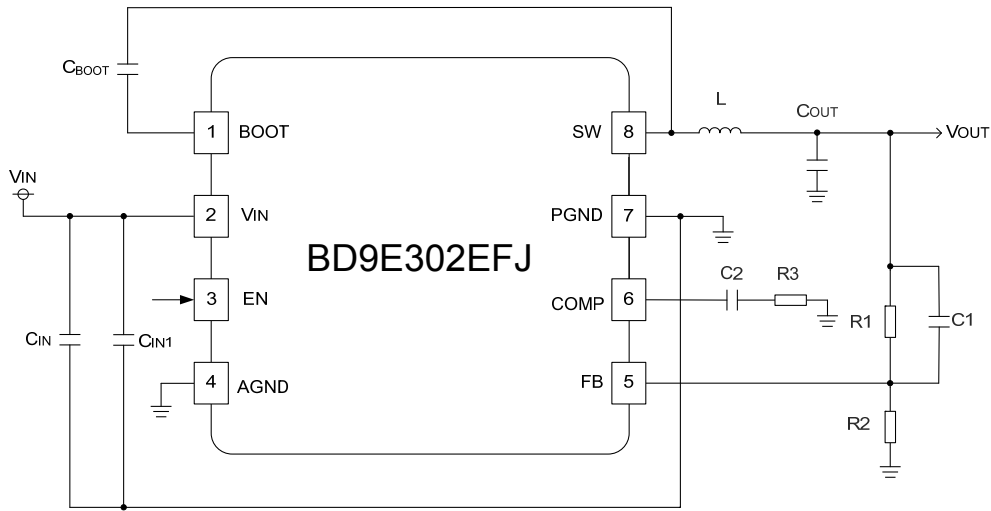 CBOOT
L
COUT
1 BOOT
SW 8
VOUT
VIN
2 VIN
PGND 7
BD9E302EFJ
3 EN
COMP 6
C2 R3
CIN
CIN1
R1
C1
4 AGND
FB 5
R2